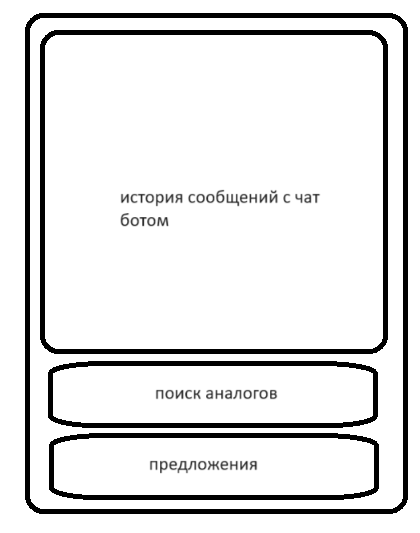 история сообщений с чат
ботом
поиск аналогов
предложения